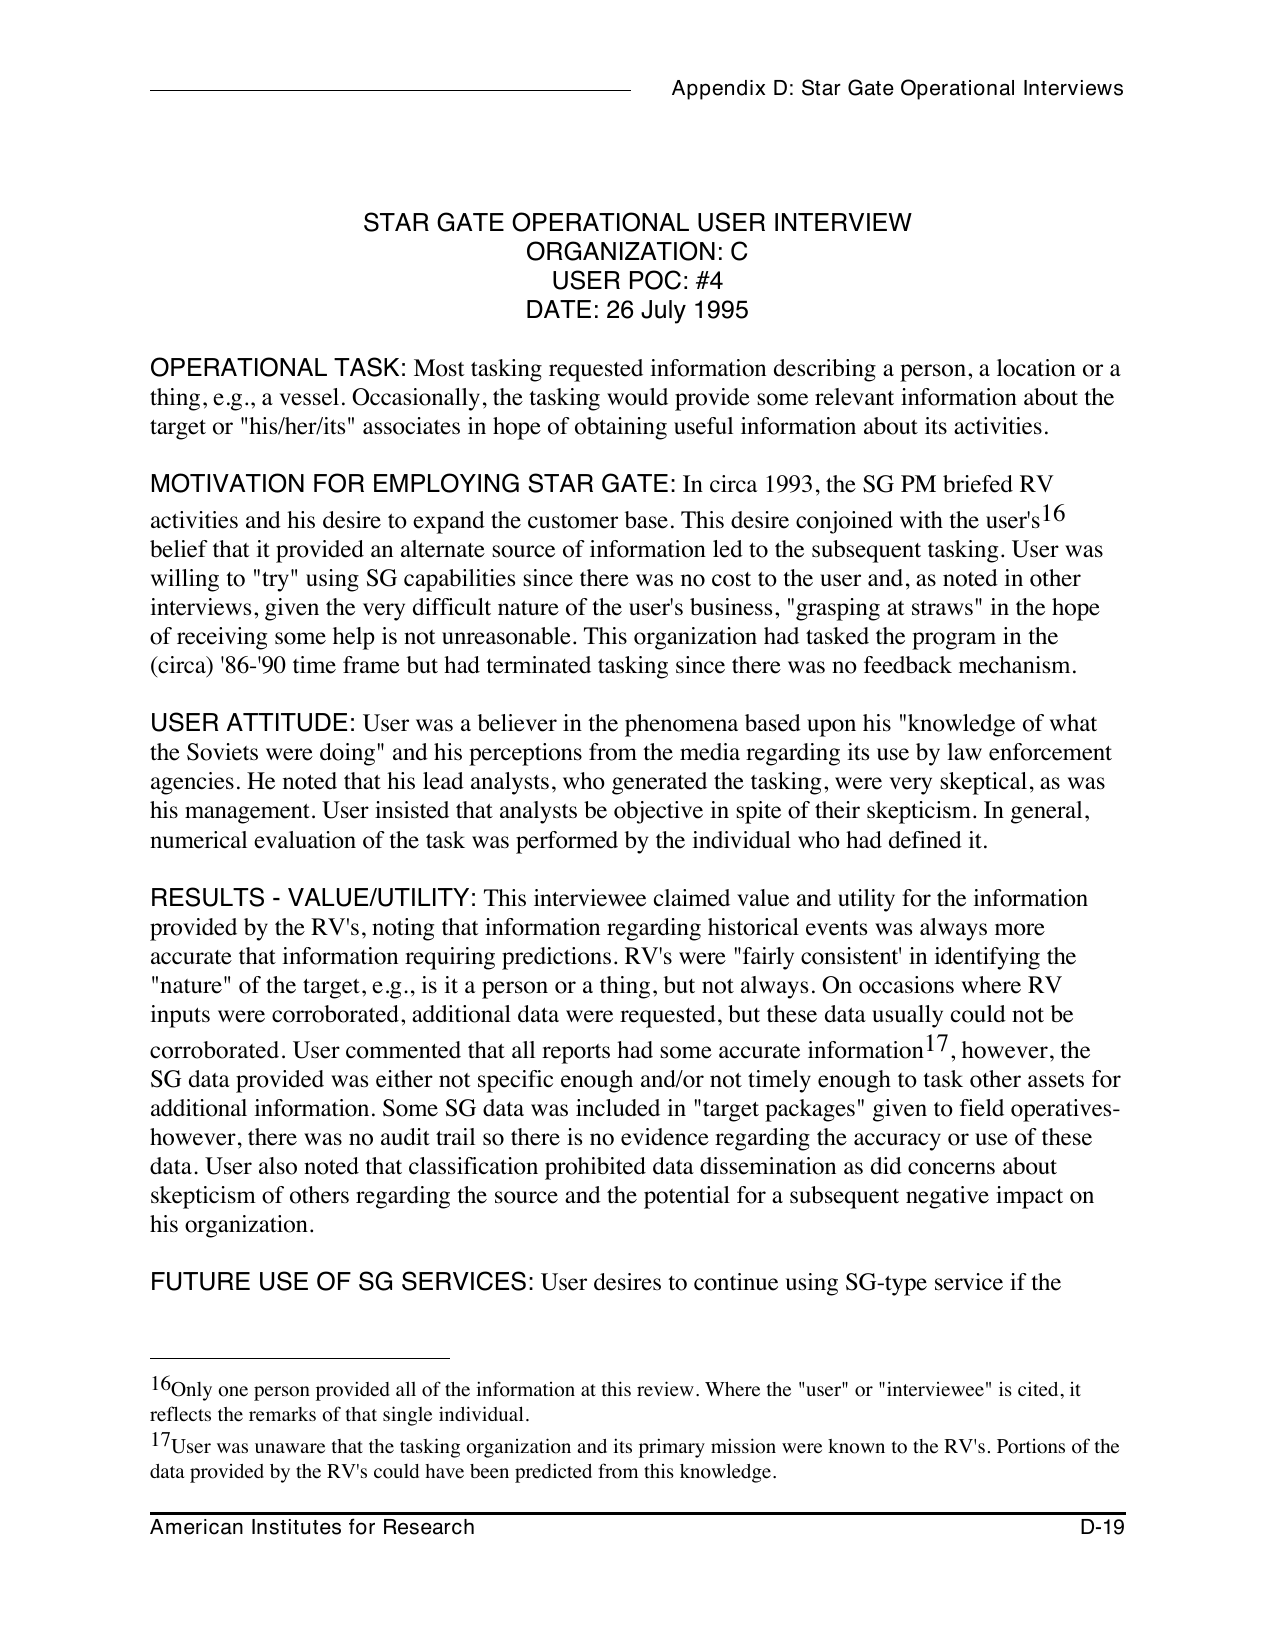 Appendix D: Star Gate Operational Interviews
STAR GATE OPERATIONAL USER INTERVIEW
ORGANIZATION: C
USER POC: #4
DATE: 26 July 1995
OPERATIONAL TASK: Most tasking requested information describing a person, a location or a
thing, e.g., a vessel. Occasionally, the tasking would provide some relevant information about the
target or "his/her/its" associates in hope of obtaining useful information about its activities.
MOTIVATION FOR EMPLOYING STAR GATE: In circa 1993, the SG PM briefed RV
activities and his desire to expand the customer base. This desire conjoined with the user's16
belief that it provided an alternate source of information led to the subsequent tasking. User was
willing to "try" using SG capabilities since there was no cost to the user and, as noted in other
interviews, given the very difficult nature of the user's business, "grasping at straws" in the hope
of receiving some help is not unreasonable. This organization had tasked the program in the
(circa) '86-'90 time frame but had terminated tasking since there was no feedback mechanism.
USER ATTITUDE: User was a believer in the phenomena based upon his "knowledge of what
the Soviets were doing" and his perceptions from the media regarding its use by law enforcement
agencies. He noted that his lead analysts, who generated the tasking, were very skeptical, as was
his management. User insisted that analysts be objective in spite of their skepticism. In general,
numerical evaluation of the task was performed by the individual who had defined it.
RESULTS - VALUE/UTILITY: This interviewee claimed value and utility for the information
provided by the RV's, noting that information regarding historical events was always more
accurate that information requiring predictions. RV's were "fairly consistent' in identifying the
"nature" of the target, e.g., is it a person or a thing, but not always. On occasions where RV
inputs were corroborated, additional data were requested, but these data usually could not be
corroborated. User commented that all reports had some accurate information17, however, the
SG data provided was either not specific enough and/or not timely enough to task other assets for
additional information. Some SG data was included in "target packages" given to field operatives-
however, there was no audit trail so there is no evidence regarding the accuracy or use of these
data. User also noted that classification prohibited data dissemination as did concerns about
skepticism of others regarding the source and the potential for a subsequent negative impact on
his organization.
FUTURE USE OF SG SERVICES: User desires to continue using SG-type service if the
16Only one person provided all of the information at this review. Where the "user" or "interviewee" is cited, it
reflects the remarks of that single individual.
17User was unaware that the tasking organization and its primary mission were known to the RV's. Portions of the
data provided by the RV's could have been predicted from this knowledge.
American Institutes for Research D-19